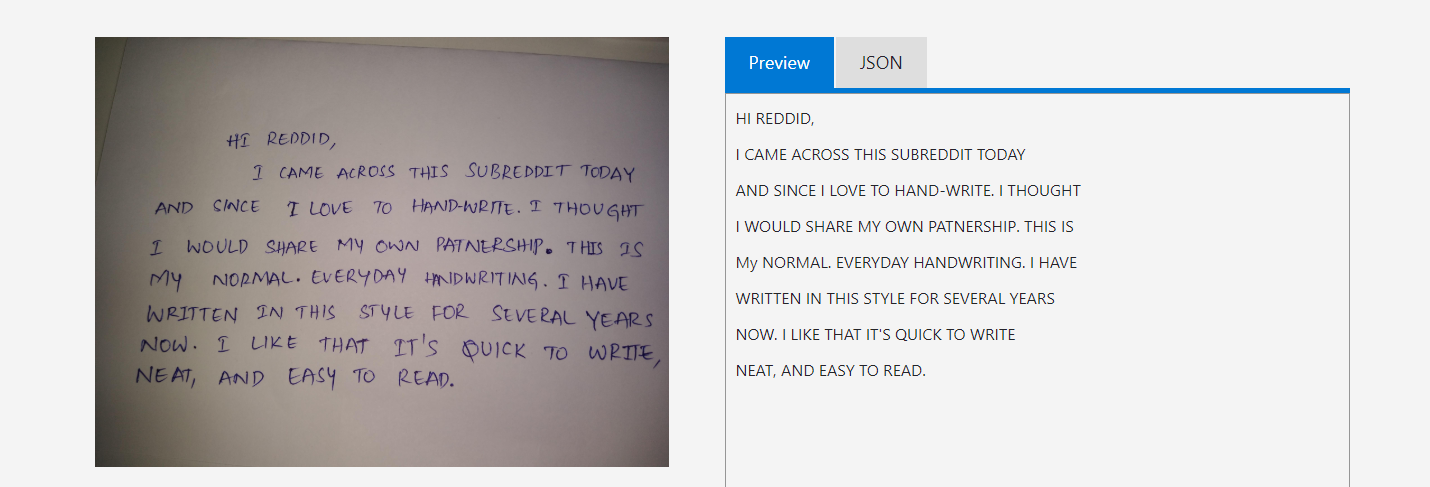 HI REDDID,
I CAME ACROSS THIS SUBREDDIT TODAY
AND SINCE I LOVE TO HAND-WRITE. I THOUGHT
I WOULD SHARE MY OWN PATNERSHIP. THIS IS
MY NORMAL. EVERYDAY HANDWRITING. I HAVE
WRITTEN IN THIS STYLE FOR SEVERAL YEARS
NOW. I LIKE THAT IT'S QUICK TO WRITE,
NEAT, AND EASY TO READ.
Preview JSON
HI REDDID,
I CAME ACROSS THIS SUBREDDIT TODAY
AND SINCE I LOVE TO HAND-WRITE. I THOUGHT
I WOULD SHARE MY OWN PATNERSHIP. THIS IS
My NORMAL. EVERYDAY HANDWRITING. I HAVE
WRITTEN IN THIS STYLE FOR SEVERAL YEARS
NOW. I LIKE THAT IT'S QUICK TO WRITE
NEAT, AND EASY TO READ.